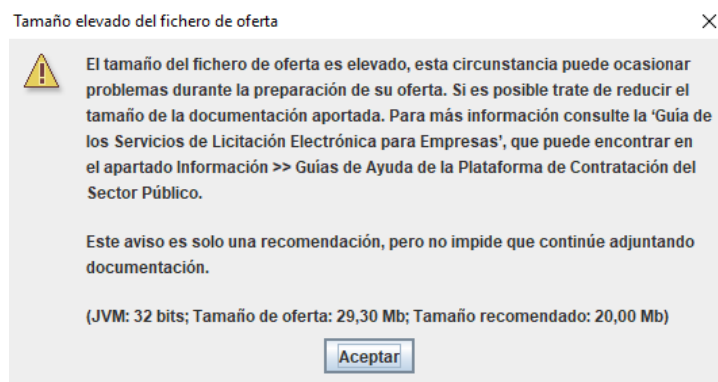 Tamaño elevado del fichero de oferta
El tamaño del fichero de oferta es elevado, esta circunstancia puede ocasionar
problemas durante la preparación de su oferta. Si es posible trate de reducir el
tamaño de la documentación aportada. Para más información consulte la ‘Guía de
los Servicios de Licitación Electrónica para Empresas’, que puede encontrar en
el apartado Información >> Guías de Ayuda de la Plataforma de Contratación del
Sector Público.
Este aviso es solo una recomendación, pero no impide que continúe adjuntando
documentación.
(JVM: 32 bits; Tamaño de oferta: 29,30 Mb; Tamaño recomendado: 20,00 Mb)
Aceptar